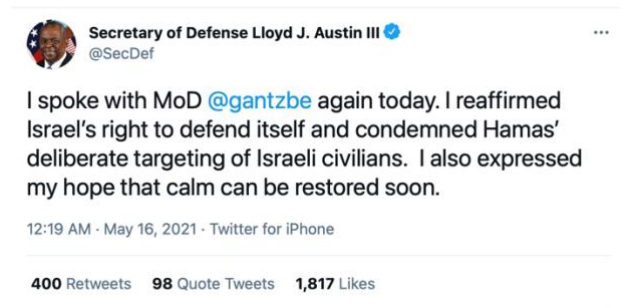 Secretary of Defense Lloyd J. Austin III
@SecDef
I spoke with MoD @gantzbe again today. I reaffirmed
Israel’s right to defend itself and condemned Hamas’
deliberate targeting of Israeli civilians.  I also expressed
my hope that calm can be restored soon.
12:19 AM · May 16, 2021 · Twitter for iPhone
400 Retweets 98 Quote Tweets 1,817 Likes